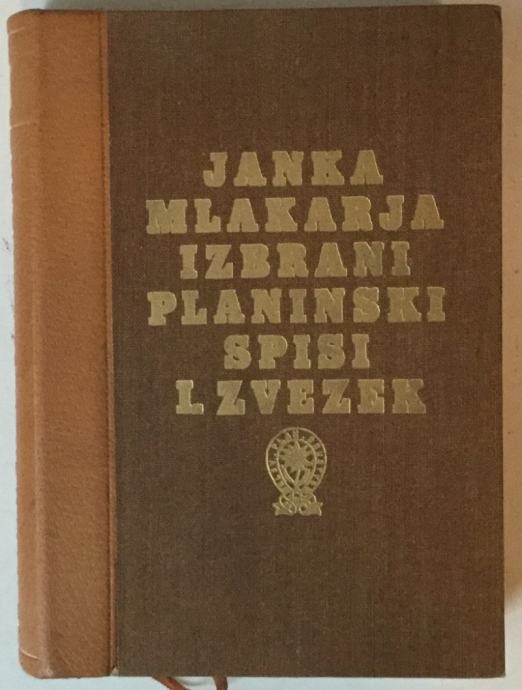 JANKA
MLAKARJA
IZBRANI
PLANINSKI
SPISI
I. ZVEZEK